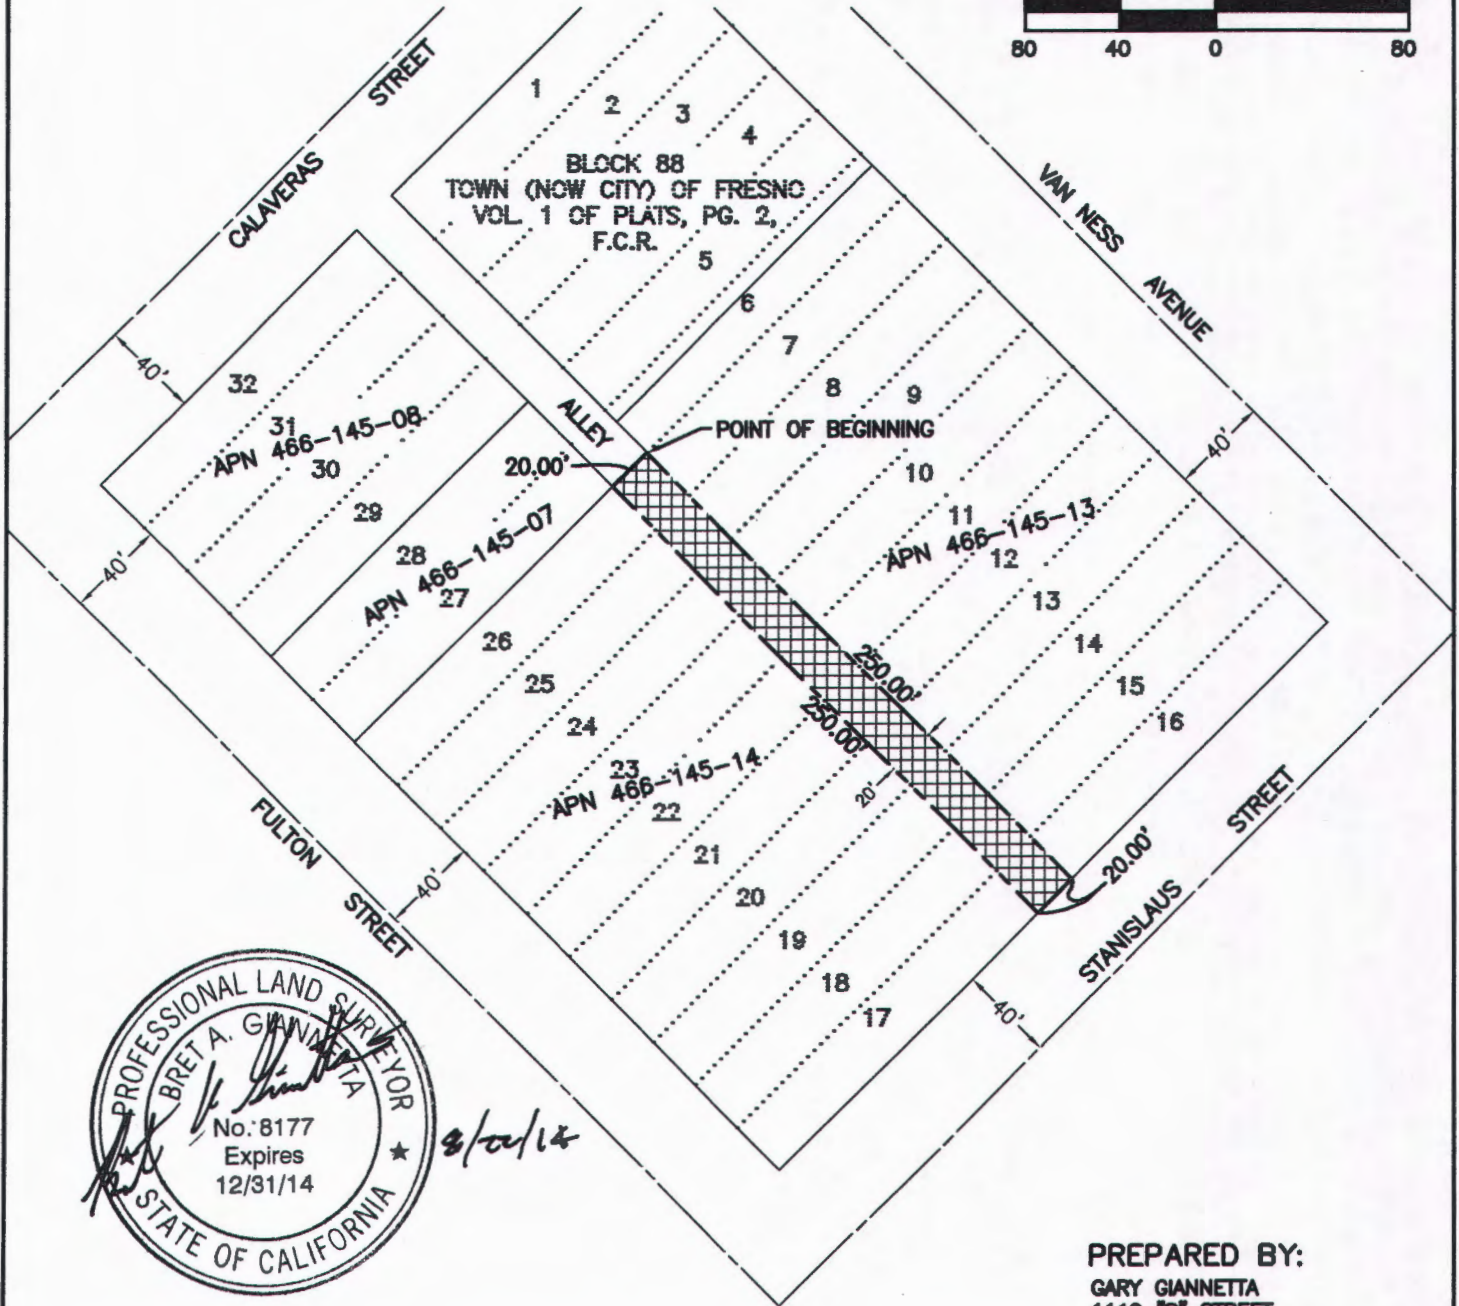 80 40 0 80
CALAVERAS STREET
1
2
3
4
BLOCK 88
TOWN (NOW CITY) OF FRESNO
VOL. 1 OF PLATS, PG. 2,
F.C.R.
5
6
7
8
9
VAN NESS AVENUE
40'
32
31
APN 466-145-08
30
29
ALLEY
POINT OF BEGINNING
20.00'
40'
10
11
APN 466-145-13
12
13
14
15
16
40'
28
APN 466-145-07
27
26
25
24
23
APN 466-145-14
22
21
20
19
18
17
250.00'
250.00'
20'
20.00'
STANISLAUS STREET
40'
FULTON STREET
40'
PROFESSIONAL LAND SURVEYOR
BRET A. GIANNETTA
No. 8177
Expires
12/31/14
STATE OF CALIFORNIA
PREPARED BY:
GARY GIANNETTA